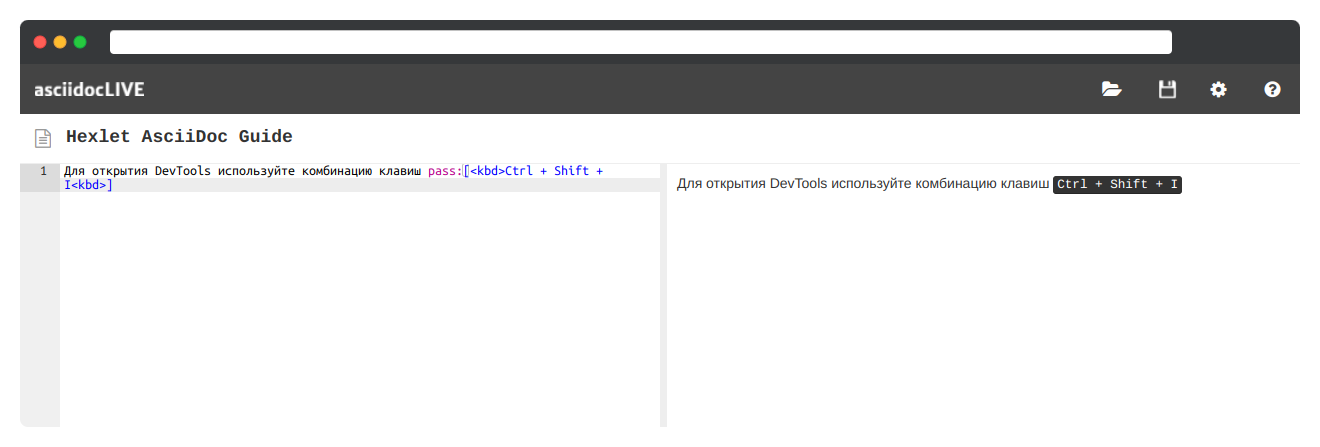 asciidocLIVE
Hexlet AsciiDoc Guide
1 Для открытия DevTools используйте комбинацию клавиш pass:[<kbd>Ctrl + Shift +
I<kbd>]
Для открытия DevTools используйте комбинацию клавиш Ctrl + Shift + I